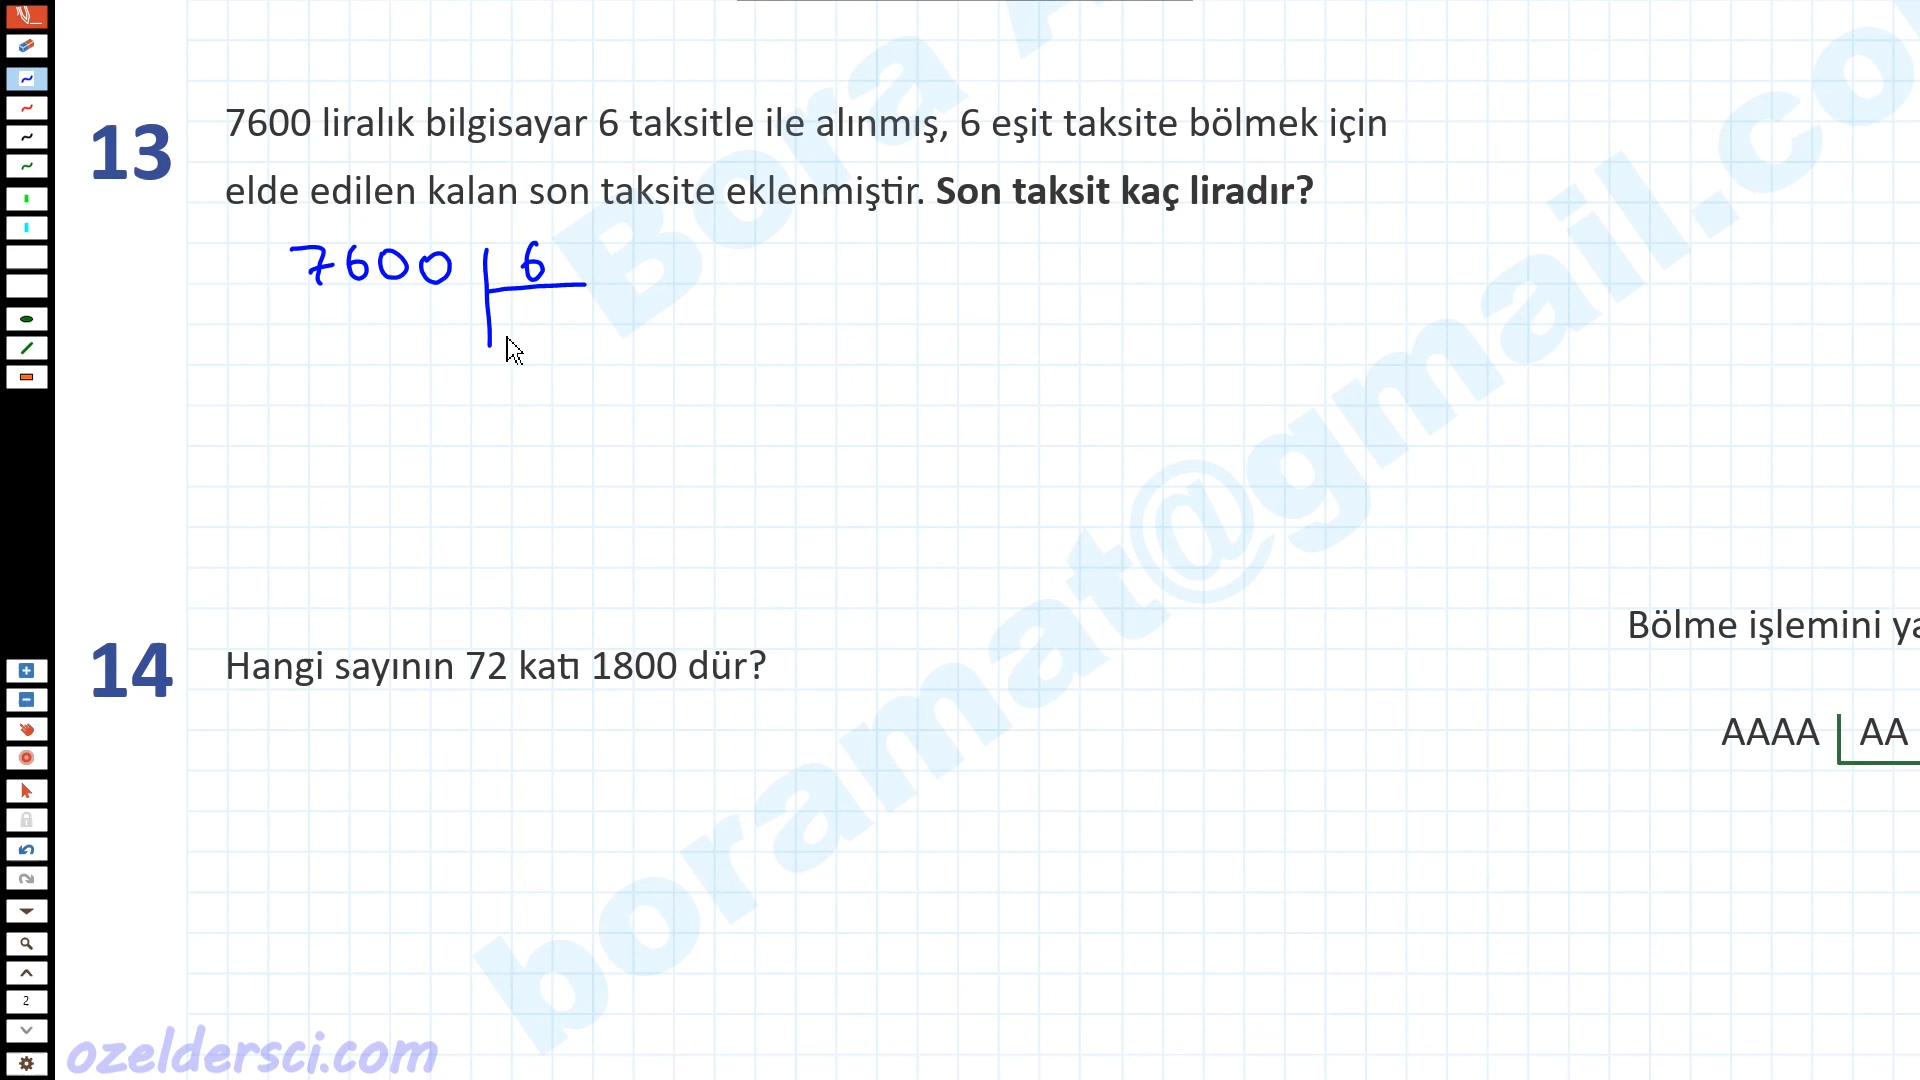 13
7600 liralık bilgisayar 6 taksitle ile alınmış, 6 eşit taksite bölmek için
elde edilen kalan son taksite eklenmiştir. Son taksit kaç liradır?
7600 6
14
Hangi sayının 72 katı 1800 dür?
Bölme işlemini
AAAA AA
2
Bora
boramat@gmail.co
ozeldersci.com